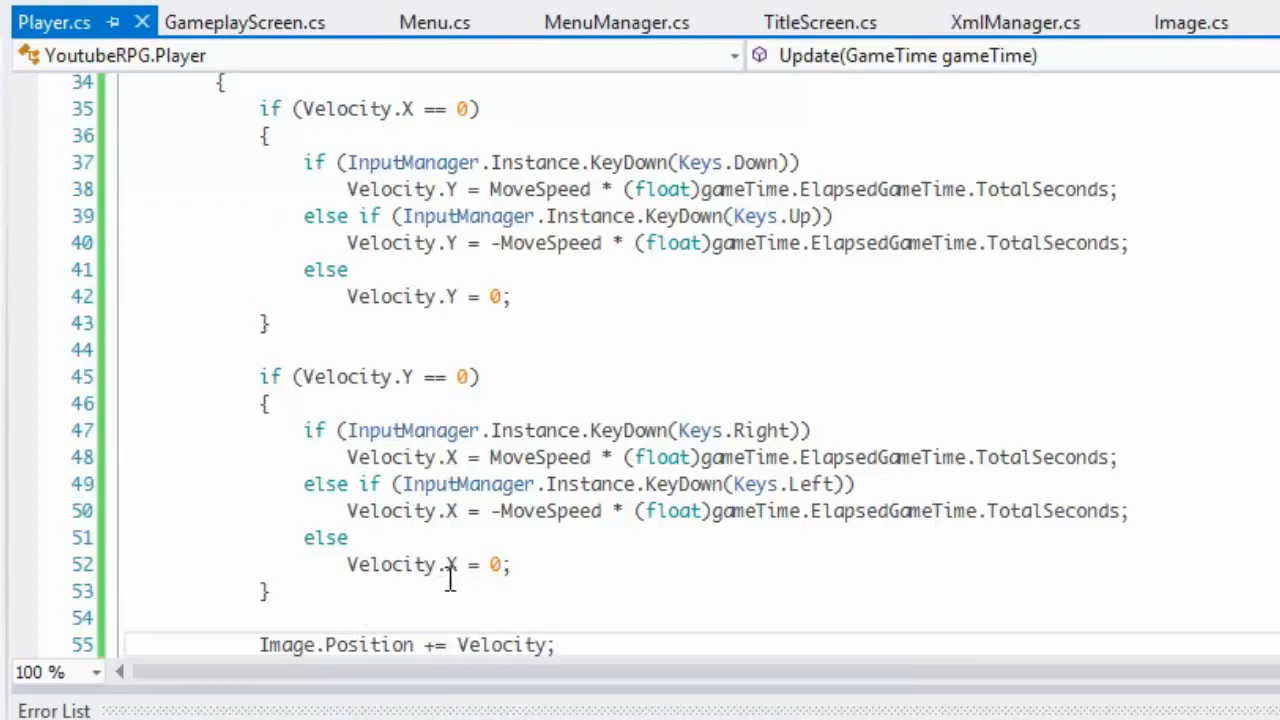 Player.cs GameplayScreen.cs Menu.cs MenuManager.cs TitleScreen.cs XmlManager.cs Image.cs
YoutubeRPG.Player Update(GameTime gameTime)
34 {
35 if (Velocity.X == 0)
36 {
37 if (InputManager.Instance.KeyDown(Keys.Down))
38 Velocity.Y = MoveSpeed * (float)gameTime.ElapsedGameTime.TotalSeconds;
39 else if (InputManager.Instance.KeyDown(Keys.Up))
40 Velocity.Y = -MoveSpeed * (float)gameTime.ElapsedGameTime.TotalSeconds;
41 else
42 Velocity.Y = 0;
43 }
44
45 if (Velocity.Y == 0)
46 {
47 if (InputManager.Instance.KeyDown(Keys.Right))
48 Velocity.X = MoveSpeed * (float)gameTime.ElapsedGameTime.TotalSeconds;
49 else if (InputManager.Instance.KeyDown(Keys.Left))
50 Velocity.X = -MoveSpeed * (float)gameTime.ElapsedGameTime.TotalSeconds;
51 else
52 Velocity.X = 0;
53 }
54
55 Image.Position += Velocity;
100 %
Error List